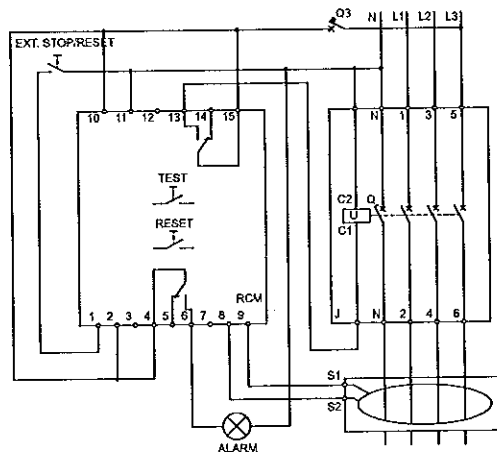 Q3 N L1 L2 L3
EXT. STOP/RESET
10 11 12 13 14 15 N 1 3 5
TEST
C2 U Q
C1
RESET
RCM
1 2 3 4 5 6 7 8 9 J N 2 4 6
S1
S2
ALARM